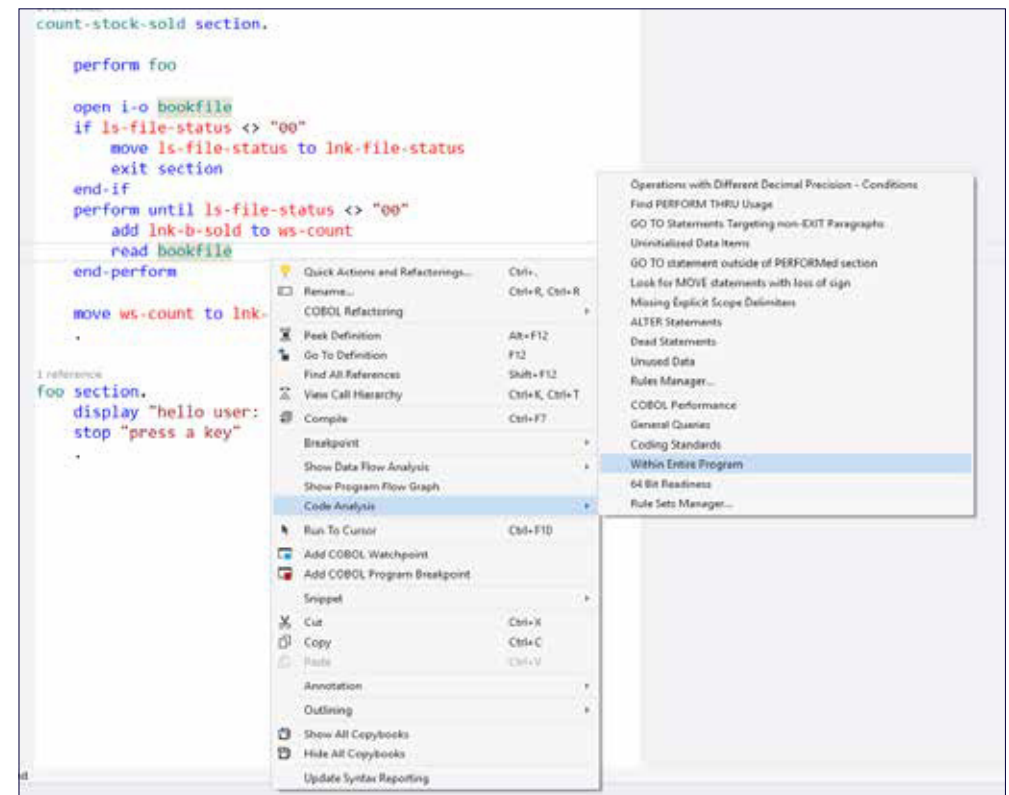 count-stock-sold section.
perform foo
open i-o bookfile
if ls-file-status <> "00"
move ls-file-status to lnk-file-status
exit section
end-if
perform until ls-file-status <> "00"
add lnk-b-sold to ws-count
read bookfile
end-perform
move ws-count to lnk-
.
1 reference
foo section.
display "hello user:
stop "press a key"
.
Quick Actions and Refactorings... Ctrl+.
Rename... Ctrl+R, Ctrl+R
COBOL Refactoring
Peek Definition Alt+F12
Go To Definition F12
Find All References Shift+F12
View Call Hierarchy Ctrl+K, Ctrl+T
Compile Ctrl+F7
Breakpoint
Show Data Flow Analysis
Show Program Flow Graph
Code Analysis
Run To Cursor Ctrl+F10
Add COBOL Watchpoint
Add COBOL Program Breakpoint
Snippet
Cut Ctrl+X
Copy Ctrl+C
Paste Ctrl+V
Annotation
Outlining
Show All Copybooks
Hide All Copybooks
Update Syntax Reporting
Operations with Different Decimal Precision - Conditions
Find PERFORM THRU Usage
GO TO Statements Targeting non-EXIT Paragraphs
Uninitialized Data Items
GO TO statement outside of PERFORMed section
Look for MOVE statements with loss of sign
Missing Explicit Scope Delimiters
ALTER Statements
Dead Statements
Unused Data
Rules Manager...
COBOL Performance
General Queries
Coding Standards
Within Entire Program
64 Bit Readiness
Rule Sets Manager...